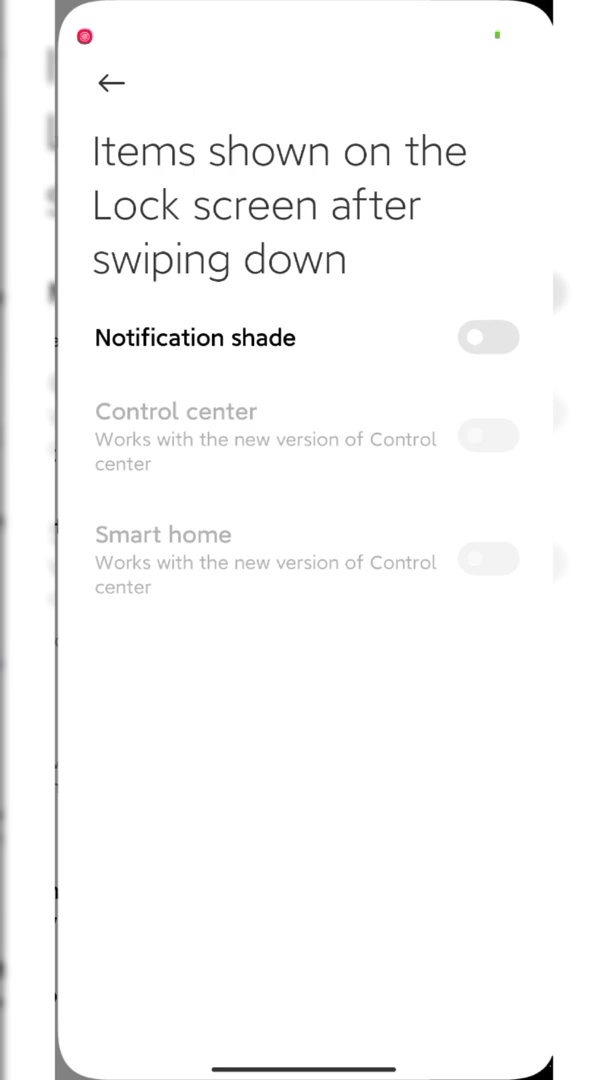 Items shown on the
Lock screen after
swiping down
Notification shade
Control center
Works with the new version of Control
center
Smart home
Works with the new version of Control
center